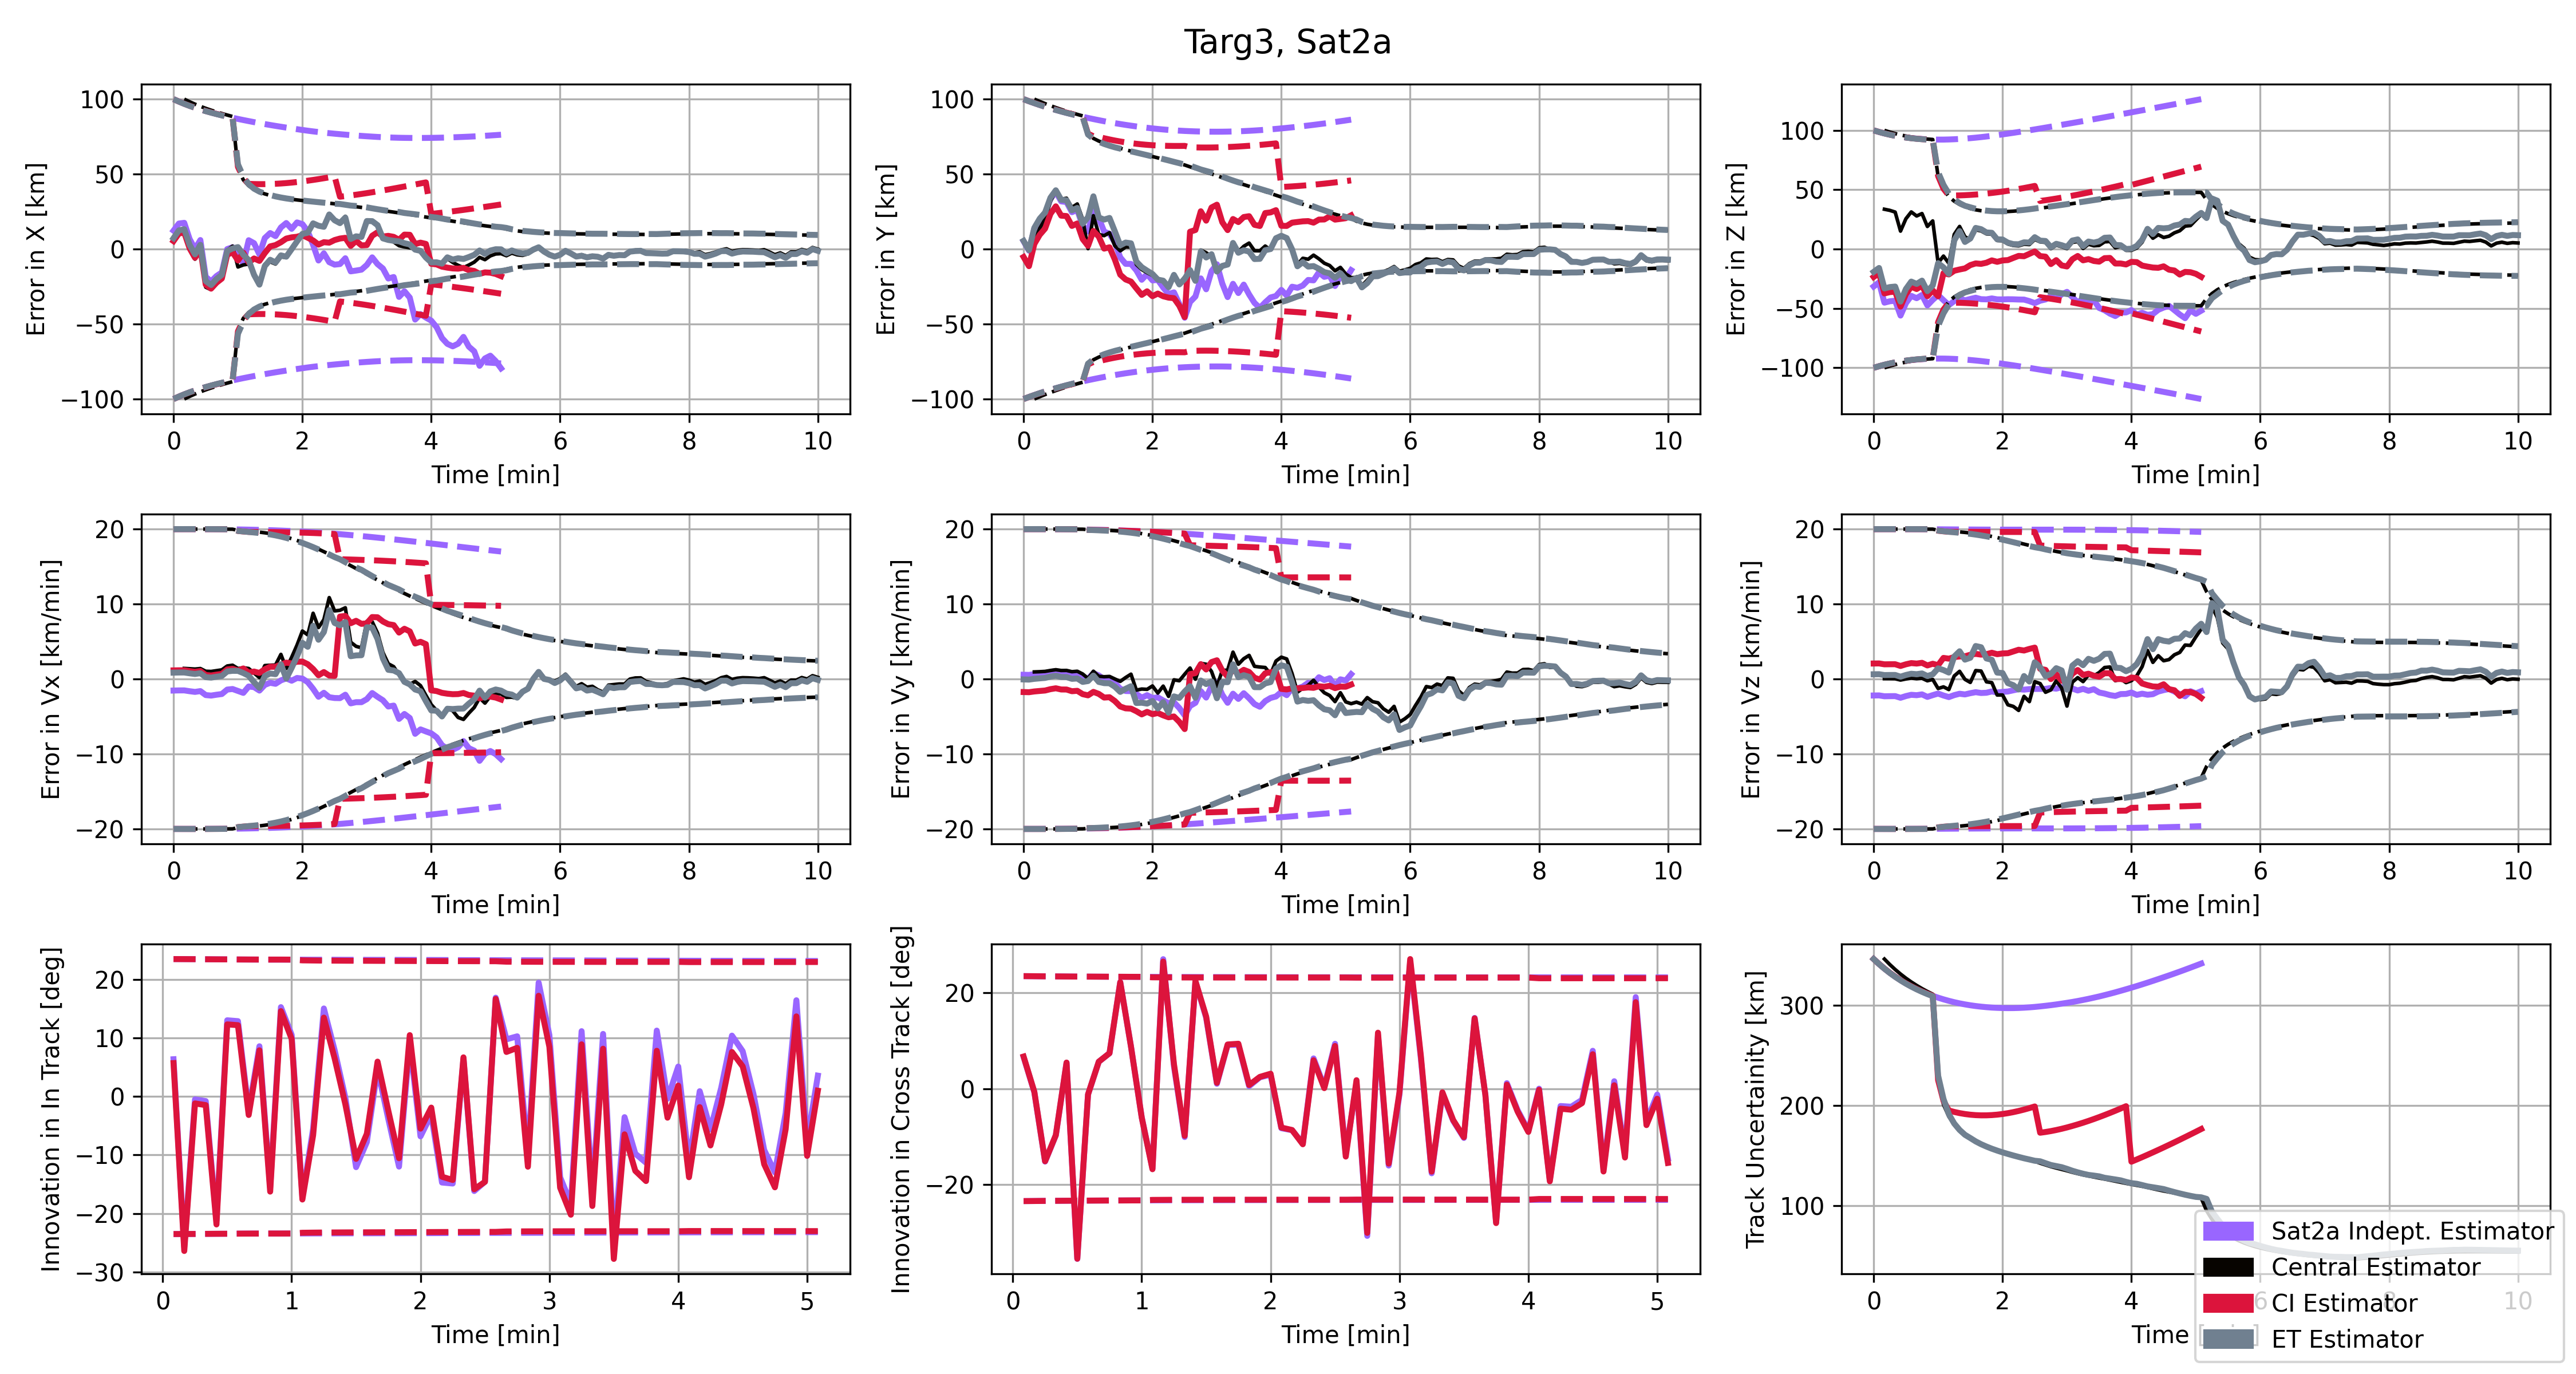 Targ3, Sat2a
Error in X [km]
100
50
0
−50
−100
0 2 4 6 8 10
Time [min]
Error in Y [km]
100
50
0
−50
−100
0 2 4 6 8 10
Time [min]
Error in Z [km]
100
50
0
−50
−100
0 2 4 6 8 10
Time [min]
Error in Vx [km/min]
20
10
0
−10
−20
0 2 4 6 8 10
Time [min]
Error in Vy [km/min]
20
10
0
−10
−20
0 2 4 6 8 10
Time [min]
Error in Vz [km/min]
20
10
0
−10
−20
0 2 4 6 8 10
Time [min]
Innovation in In Track [deg]
20
10
0
−10
−20
−30
0 1 2 3 4 5
Time [min]
Innovation in Cross Track [deg]
20
0
−20
0 1 2 3 4 5
Time [min]
Track Uncertainity [km]
300
200
100
0 2 4 6 8 10
Time
Sat2a Indept. Estimator
Central Estimator
CI Estimator
ET Estimator